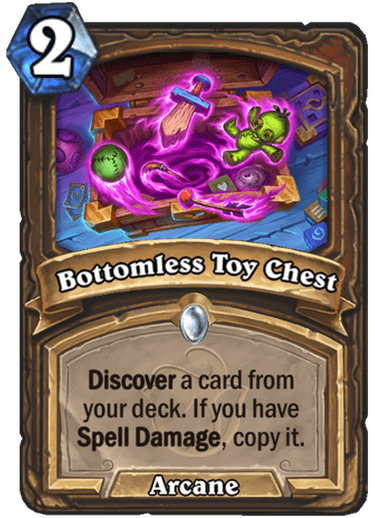 2
Bottomless Toy Chest
Discover a card from
your deck. If you have
Spell Damage, copy it.
Arcane